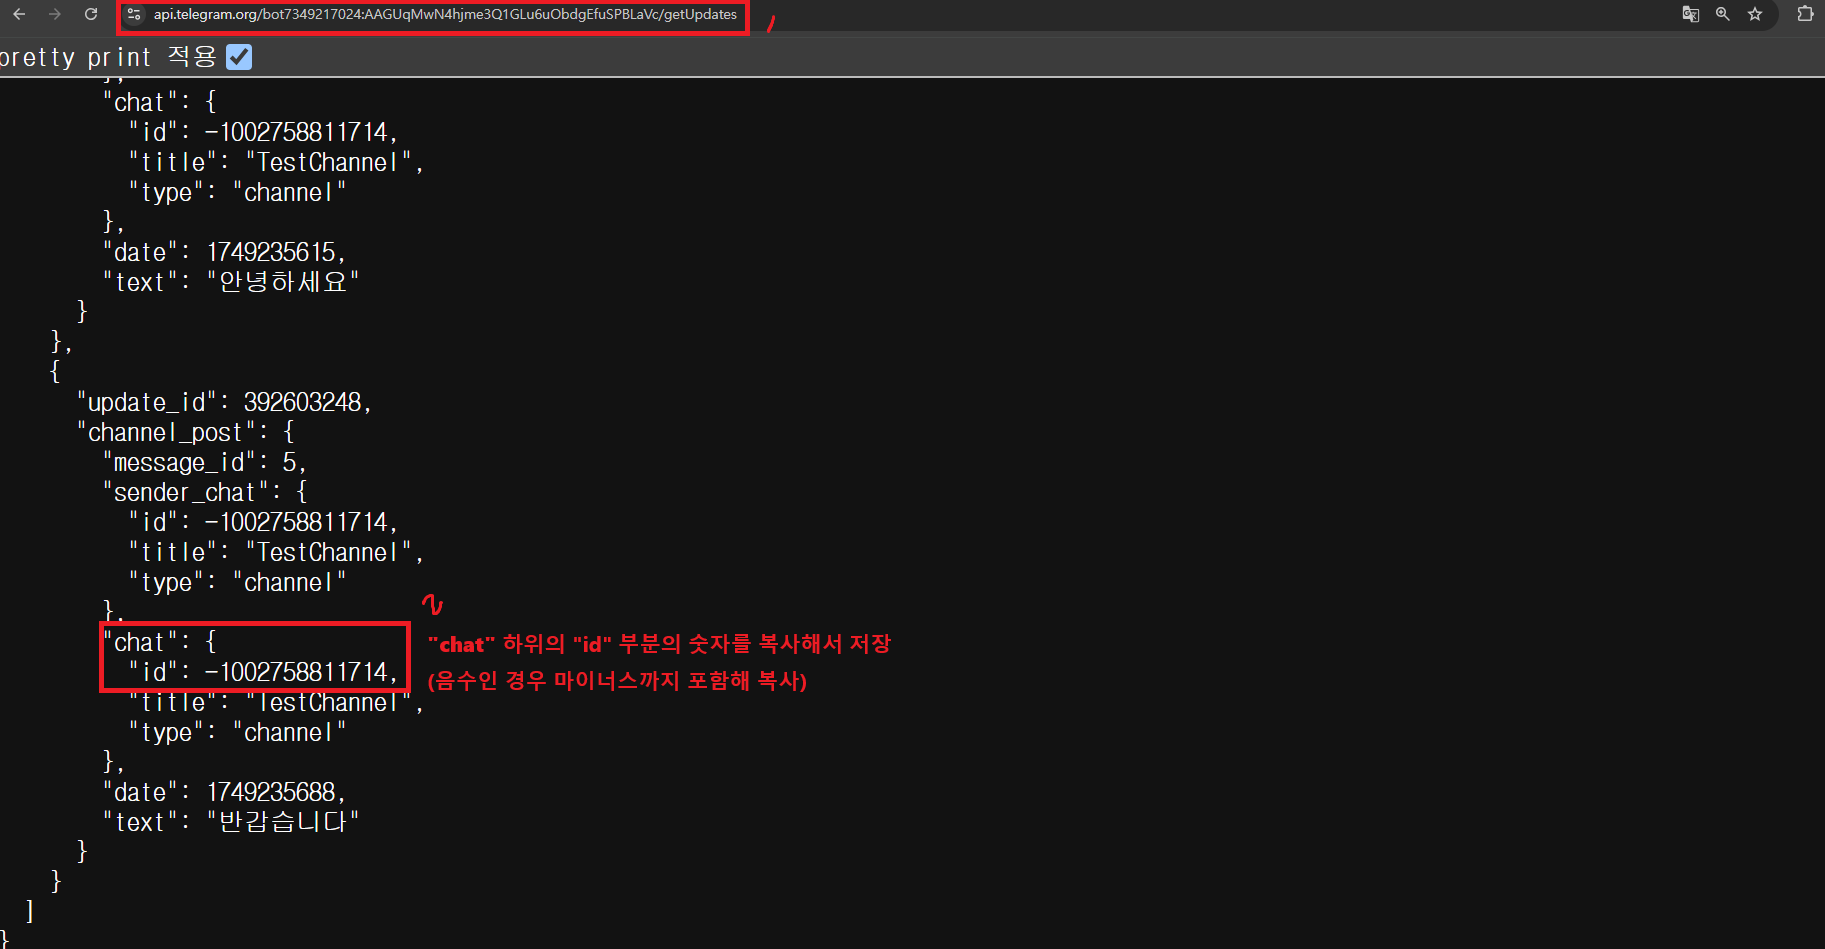 api.telegram.org/bot7349217024:AAGUqMwN4hjme3Q1GLu6uObdgEfuSPBLaVc/getUpdates
1
pretty print 적용
},
"chat": {
"id": -1002758811714,
"title": "TestChannel",
"type": "channel"
},
"date": 1749235615,
"text": "안녕하세요"
}
},
{
"update_id": 392603248,
"channel_post": {
"message_id": 5,
"sender_chat": {
"id": -1002758811714,
"title": "TestChannel",
"type": "channel"
},
2
"chat": {
"chat" 하위의 "id" 부분의 숫자를 복사해서 저장
"id": -1002758811714,
(음수인 경우 마이너스까지 포함해 복사)
"title": "TestChannel",
"type": "channel"
},
"date": 1749235688,
"text": "반갑습니다"
}
}
]
}